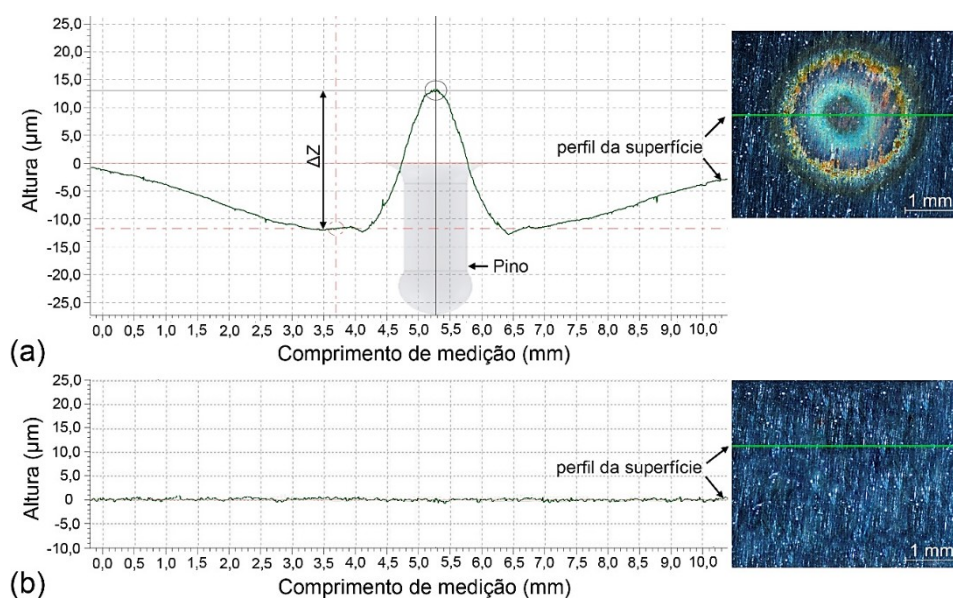 25,0
20,0
15,0
10,0
5,0
0
-5,0
-10,0
-15,0
-20,0
-25,0
Altura (µm)
ΔZ
Pino
perfil da superfície
1 mm
0,0 0,5 1,0 1,5 2,0 2,5 3,0 3,5 4,0 4,5 5,0 5,5 6,0 6,5 7,0 7,5 8,0 8,5 9,0 9,5 10,0
Comprimento de medição (mm)
(a)
25,0
20,0
15,0
10,0
5,0
0
-5,0
-10,0
Altura (µm)
perfil da superfície
1 mm
0,0 0,5 1,0 1,5 2,0 2,5 3,0 3,5 4,0 4,5 5,0 5,5 6,0 6,5 7,0 7,5 8,0 8,5 9,0 9,5 10,0
Comprimento de medição (mm)
(b)